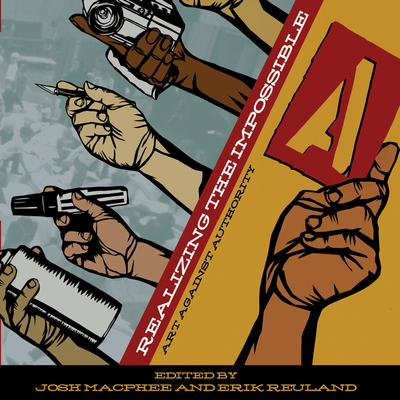 REALIZING THE IMPOSSIBLE
ART AGAINST AUTHORITY
A
EDITED BY
JOSH MACPHEE AND ERIK REULAND